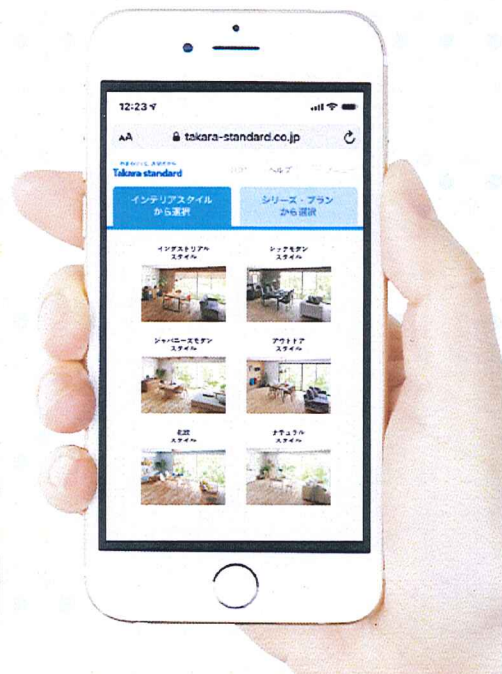 12:23
AA takara-standard.co.jp
Takara standard
ヘルプ
インテリアスタイル
から選択
シリーズ・プラン
から選択
インダストリアル
スタイル
シックモダン
スタイル
ジャパニーズモダン
スタイル
アウトドア
スタイル
北欧
スタイル
ナチュラル
スタイル